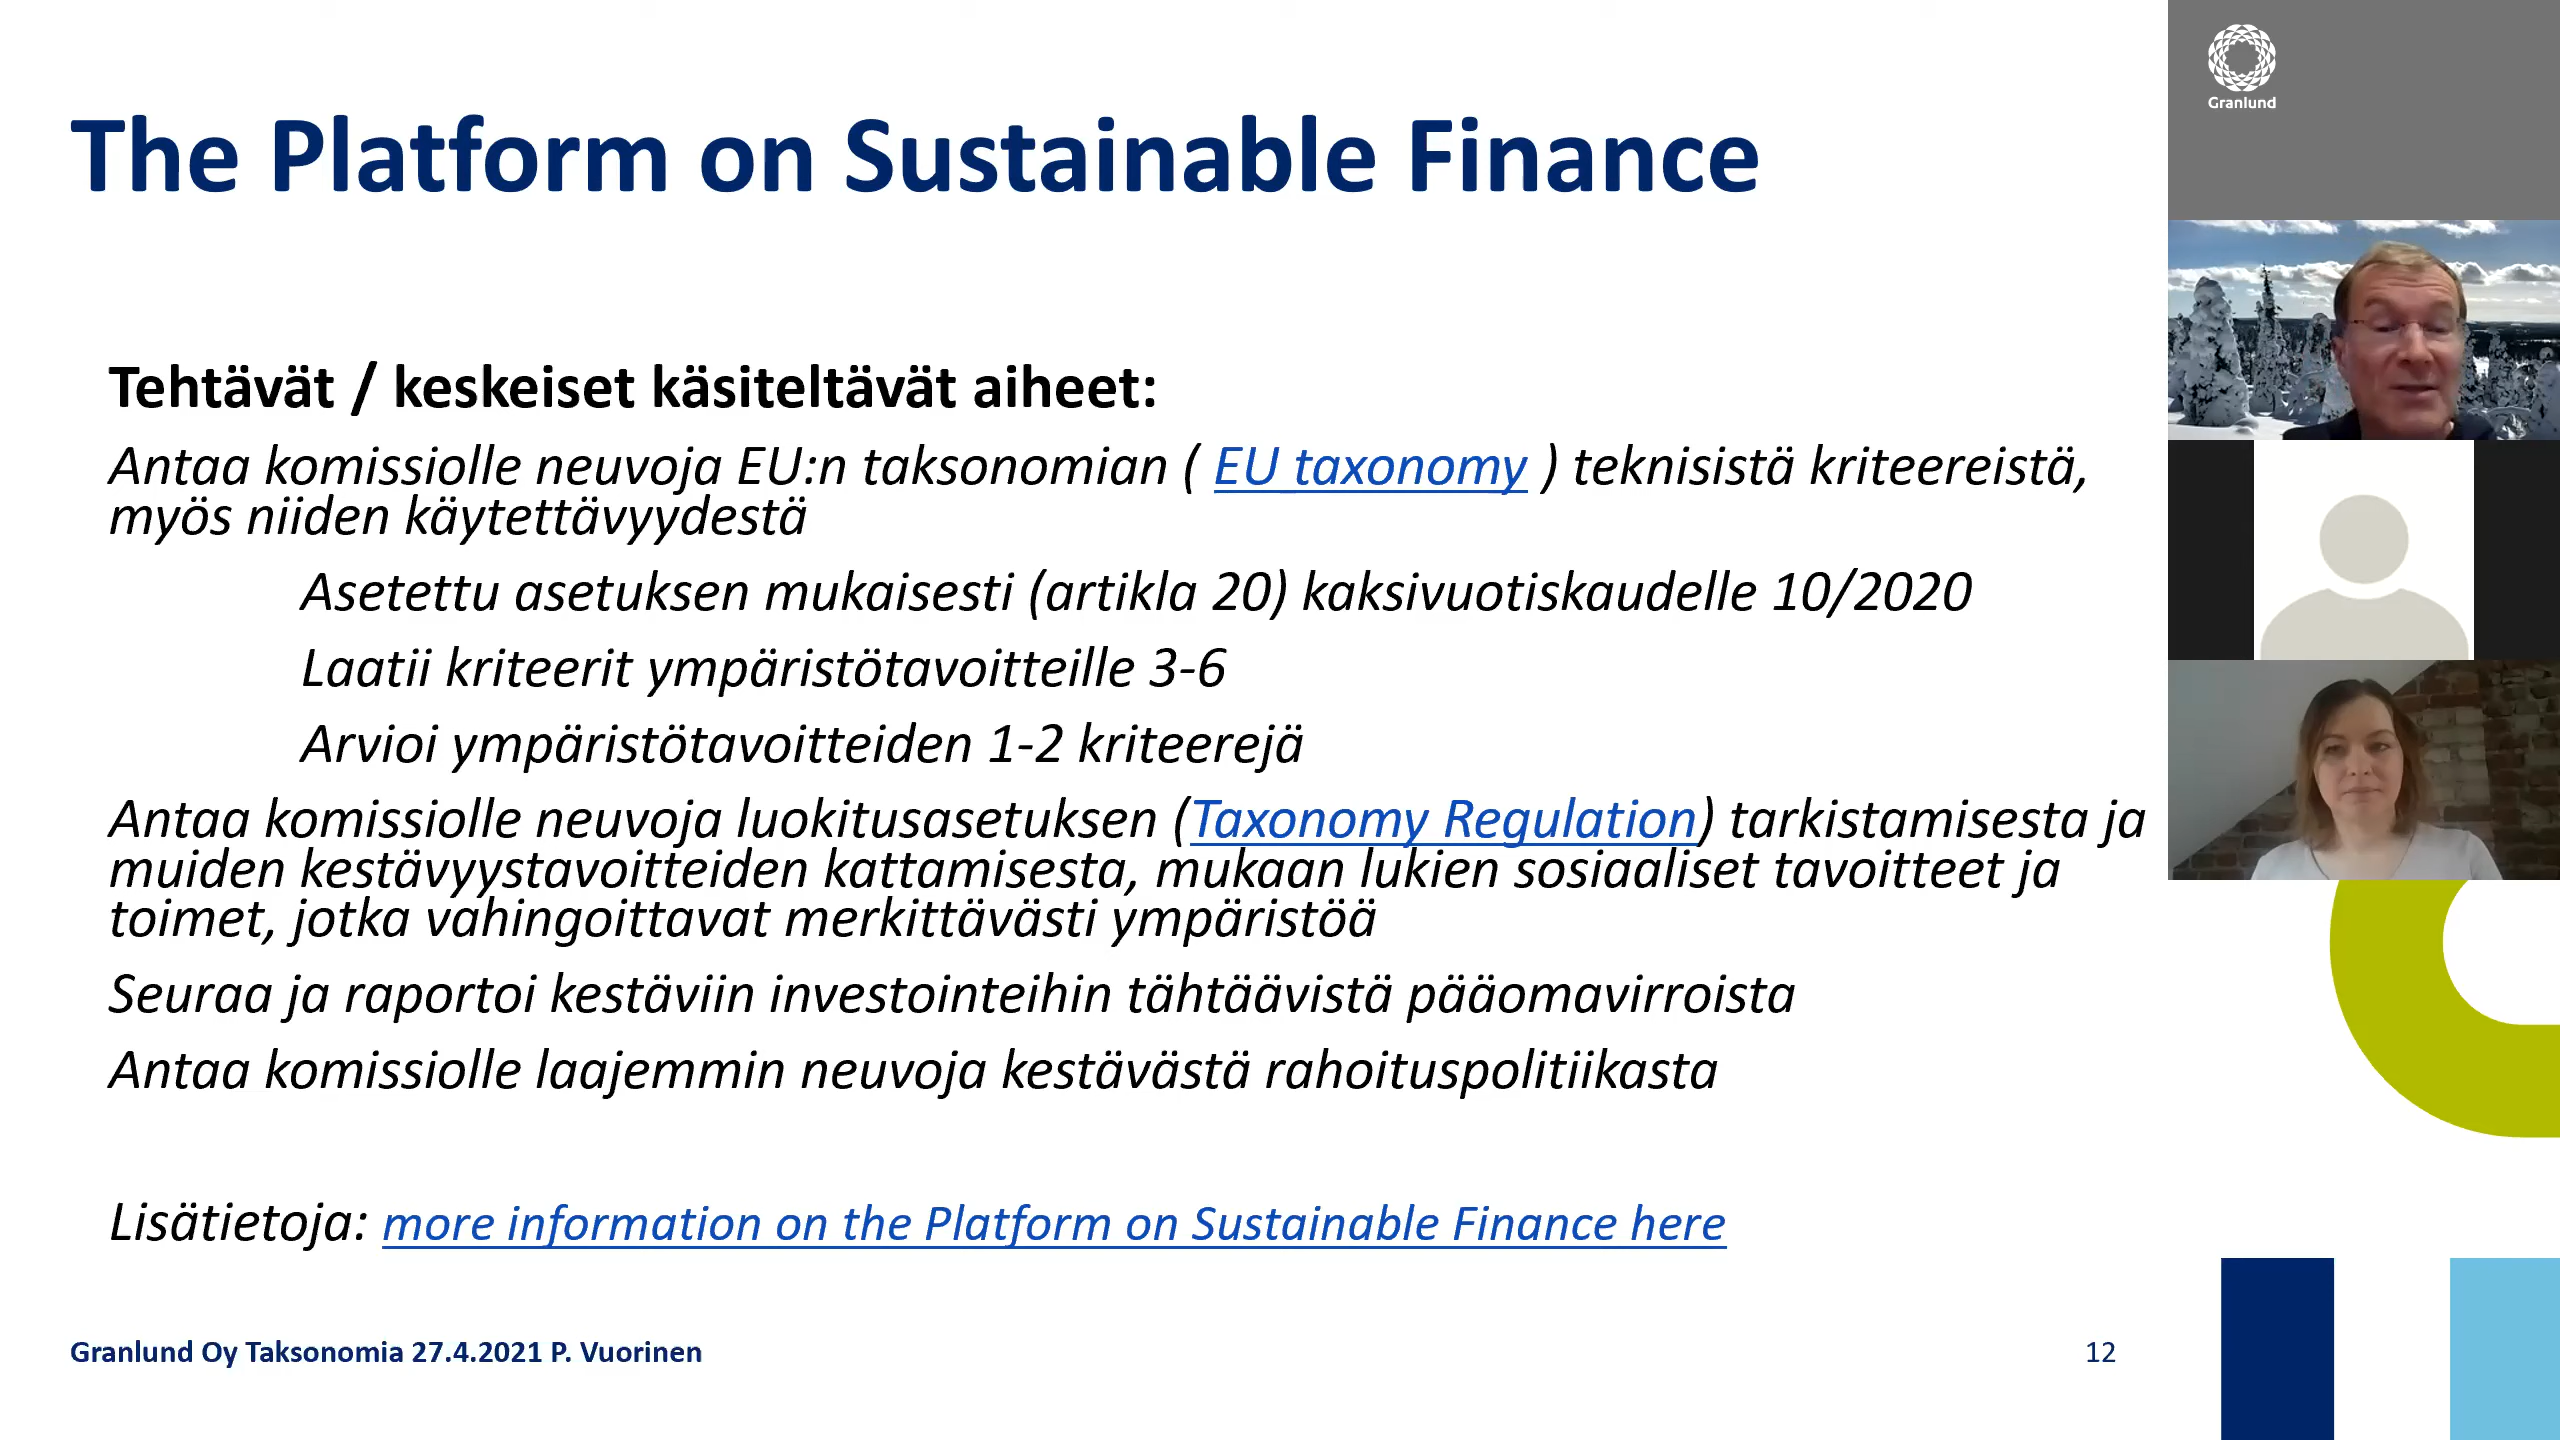 The Platform on Sustainable Finance
Granlund
Tehtävät / keskeiset käsiteltävät aiheet:
Antaa komissiolle neuvoja EU:n taksonomian ( EU taxonomy ) teknisistä kriteereistä,
myös niiden käytettävyydestä
Asetettu asetuksen mukaisesti (artikla 20) kaksivuotiskaudelle 10/2020
Laatii kriteerit ympäristötavoitteille 3-6
Arvioi ympäristötavoitteiden 1-2 kriteerejä
Antaa komissiolle neuvoja luokitusasetuksen (Taxonomy Regulation) tarkistamisesta ja
muiden kestävyystavoitteiden kattamisesta, mukaan lukien sosiaaliset tavoitteet ja
toimet, jotka vahingoittavat merkittävästi ympäristöä
Seuraa ja raportoi kestäviin investointeihin tähtäävistä pääomavirroista
Antaa komissiolle laajemmin neuvoja kestävästä rahoituspolitiikasta
Lisätietoja: more information on the Platform on Sustainable Finance here
Granlund Oy Taksonomia 27.4.2021 P. Vuorinen
12